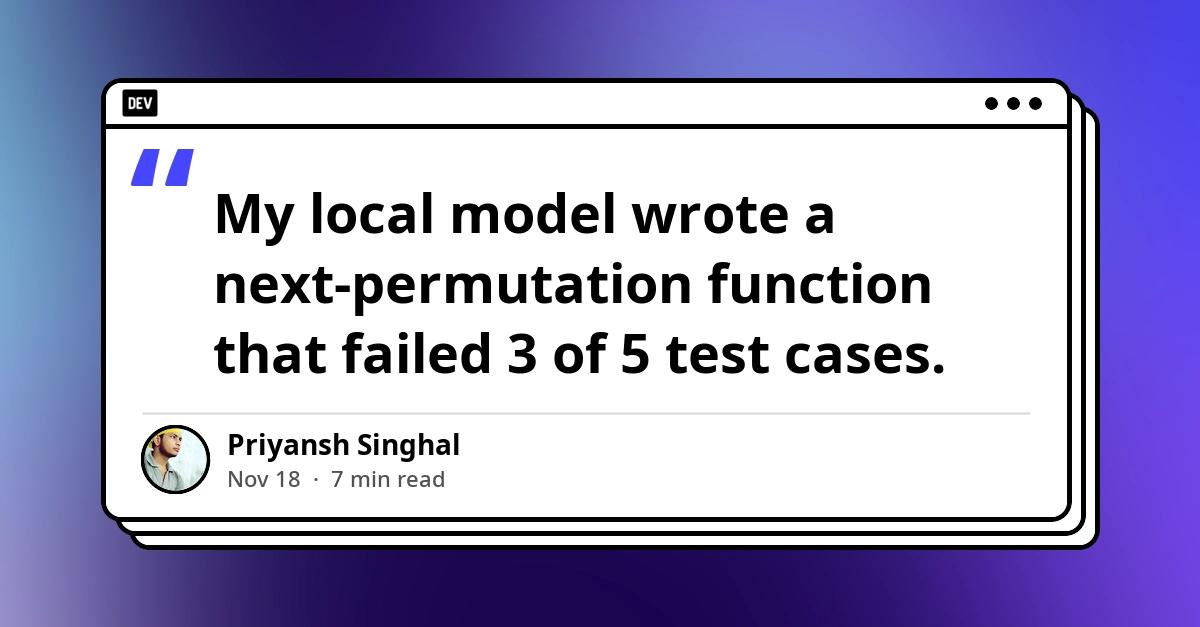 DEV
“
My local model wrote a
next-permutation function
that failed 3 of 5 test cases.
Priyansh Singhal
Nov 18 · 7 min read